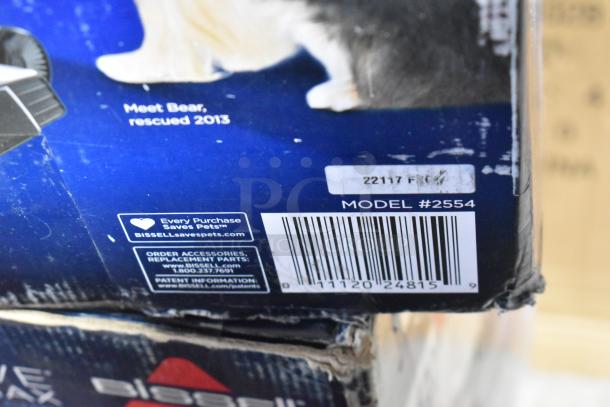 Meet Bear,
rescued 2013
MODEL #2554
Every Purchase
Saves Pets™
BISSELLsavespets.com
ORDER ACCESSORIES,
REPLACEMENT PARTS:
www.BISSELL.com
1.800.237.7691
PATENT INFORMATION:
www.BISSELL.com/patents
0 11120 24815 9
22117
BISSELL